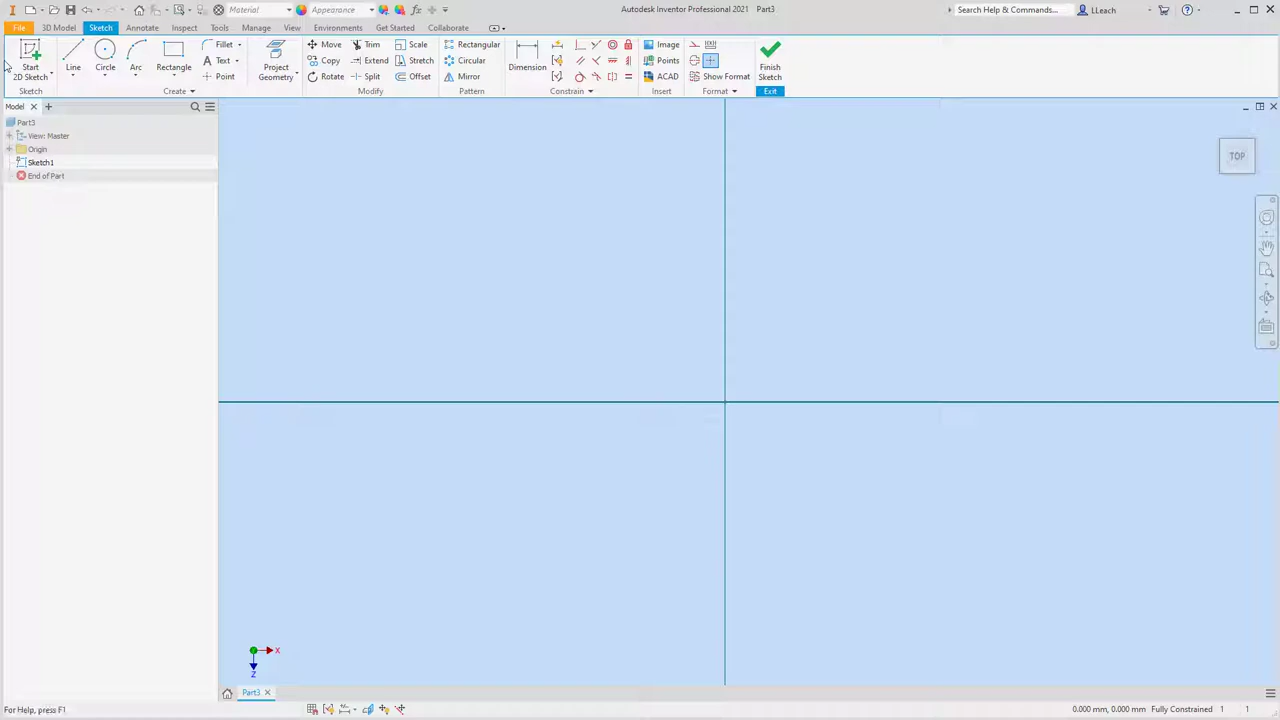 Material Appearance Autodesk Inventor Professional 2021 Part3 Search Help & Commands... LLeach
File 3D Model Sketch Annotate Inspect Tools Manage View Environments Get Started Collaborate
Start 2D Sketch
Line Circle Arc Rectangle
Fillet
Text
Point
Project Geometry
Move Trim Scale
Copy Extend Stretch
Rotate Split Offset
Rectangular
Circular
Mirror
Dimension
Image
Points
ACAD
Show Format
Finish Sketch
Sketch Create Modify Pattern Constrain Insert Format Exit
Model
Part3
View: Master
Origin
Sketch1
End of Part
TOP
X
Z
Part3
For Help, press F1 0.000 mm, 0.000 mm Fully Constrained 1 1